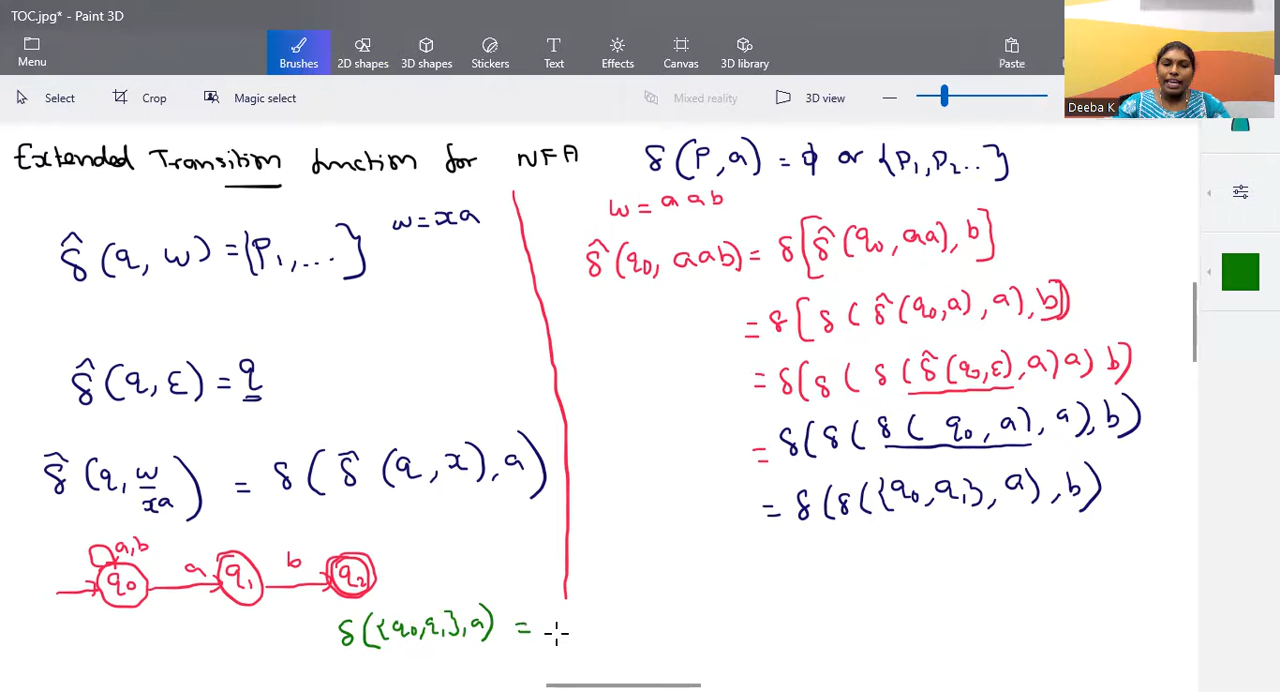 TOC.jpg* - Paint 3D
Menu
Brushes
2D shapes
3D shapes
Stickers
Text
Effects
Canvas
3D library
Paste
Select
Crop
Magic select
Mixed reality
3D view
Deeba K
Extended Transition function for NFA
δ(P,a) = ϕ or {P₁,P₂..}
w=xa
w = aab
δ̂(q,w) = {P₁,...}
δ̂(q₀, aab) = δ[δ̂(q₀,aa),b]
= δ[δ(δ̂(q₀,a),a),b]
= δ(δ(δ(δ̂(q₀,ε),a)a)b)
δ̂(q,ε) = q
= δ(δ(δ(q₀,a),a),b)
= δ(δ({q₀,q₁},a),b)
δ̂(q,w) = δ(δ̂(q,x),a)
xa
a,b
q₀ a q₁ b q₂
δ({q₀,q₁},a) =